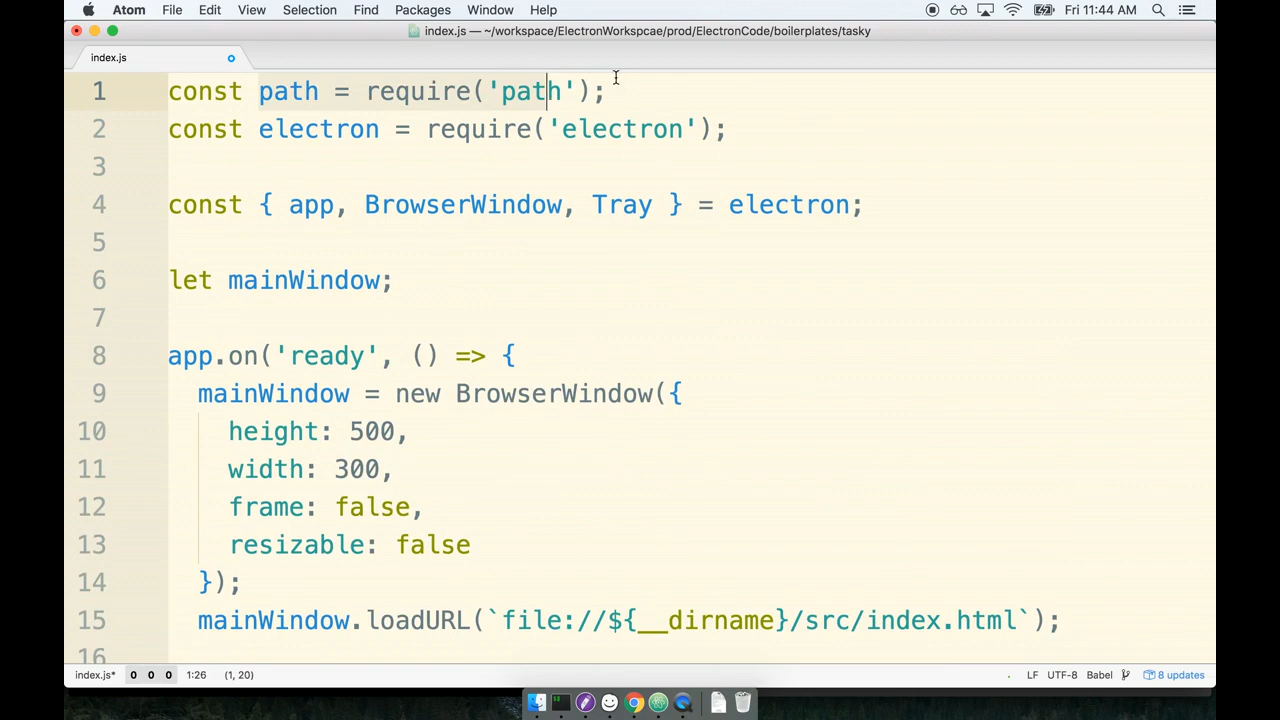 Atom File Edit View Selection Find Packages Window Help Fri 11:44 AM
index.js — ~/workspace/ElectronWorkspcae/prod/ElectronCode/boilerplates/tasky
index.js
1 const path = require('path');
2 const electron = require('electron');
3
4 const { app, BrowserWindow, Tray } = electron;
5
6 let mainWindow;
7
8 app.on('ready', () => {
9 mainWindow = new BrowserWindow({
10 height: 500,
11 width: 300,
12 frame: false,
13 resizable: false
14 });
15 mainWindow.loadURL(`file://${__dirname}/src/index.html`);
16
index.js* 0 0 0 1:26 (1, 20) LF UTF-8 Babel 8 updates